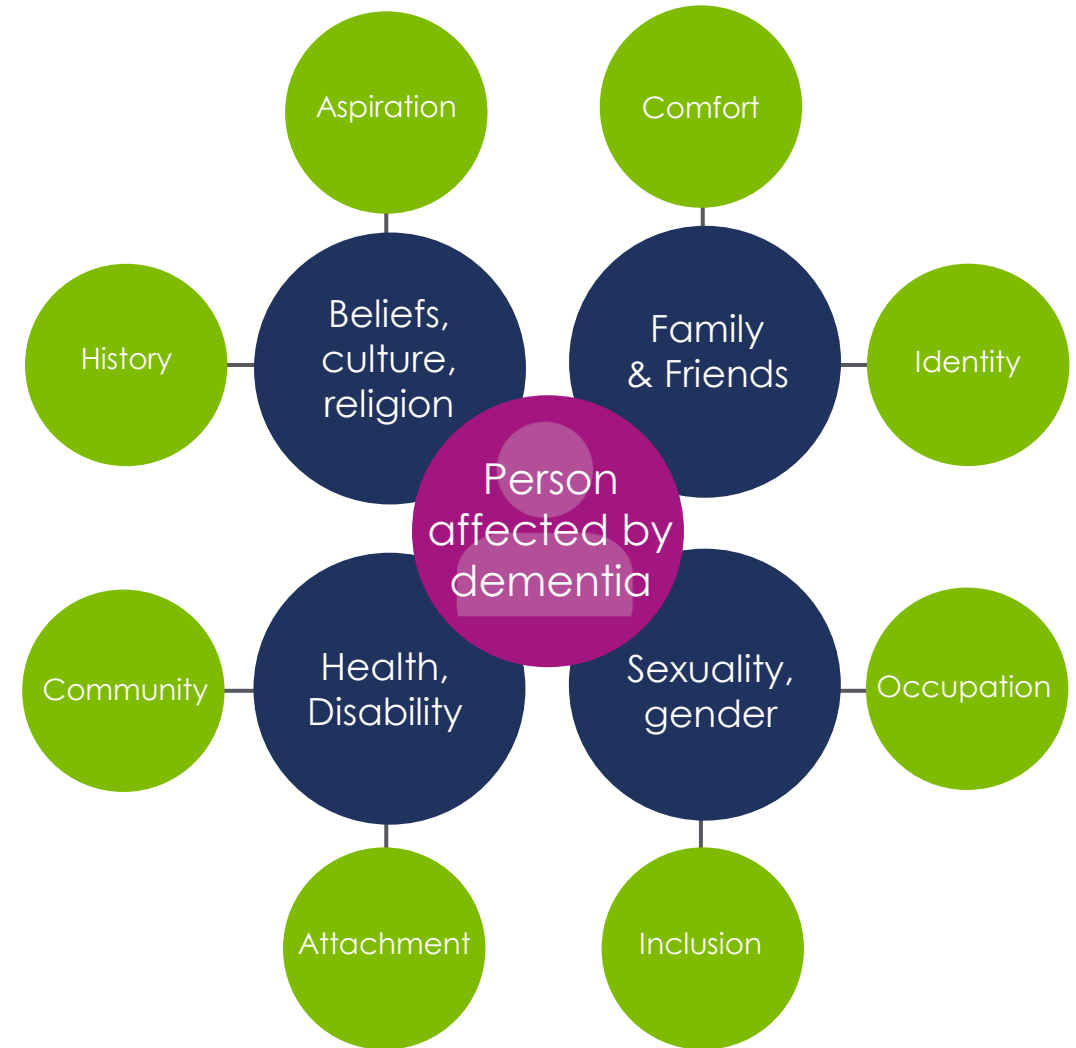 Aspiration
Comfort
Beliefs,
culture,
religion
Family
& Friends
History
Identity
Person
affected by
dementia
Health,
Disability
Sexuality,
gender
Community
Occupation
Attachment
Inclusion